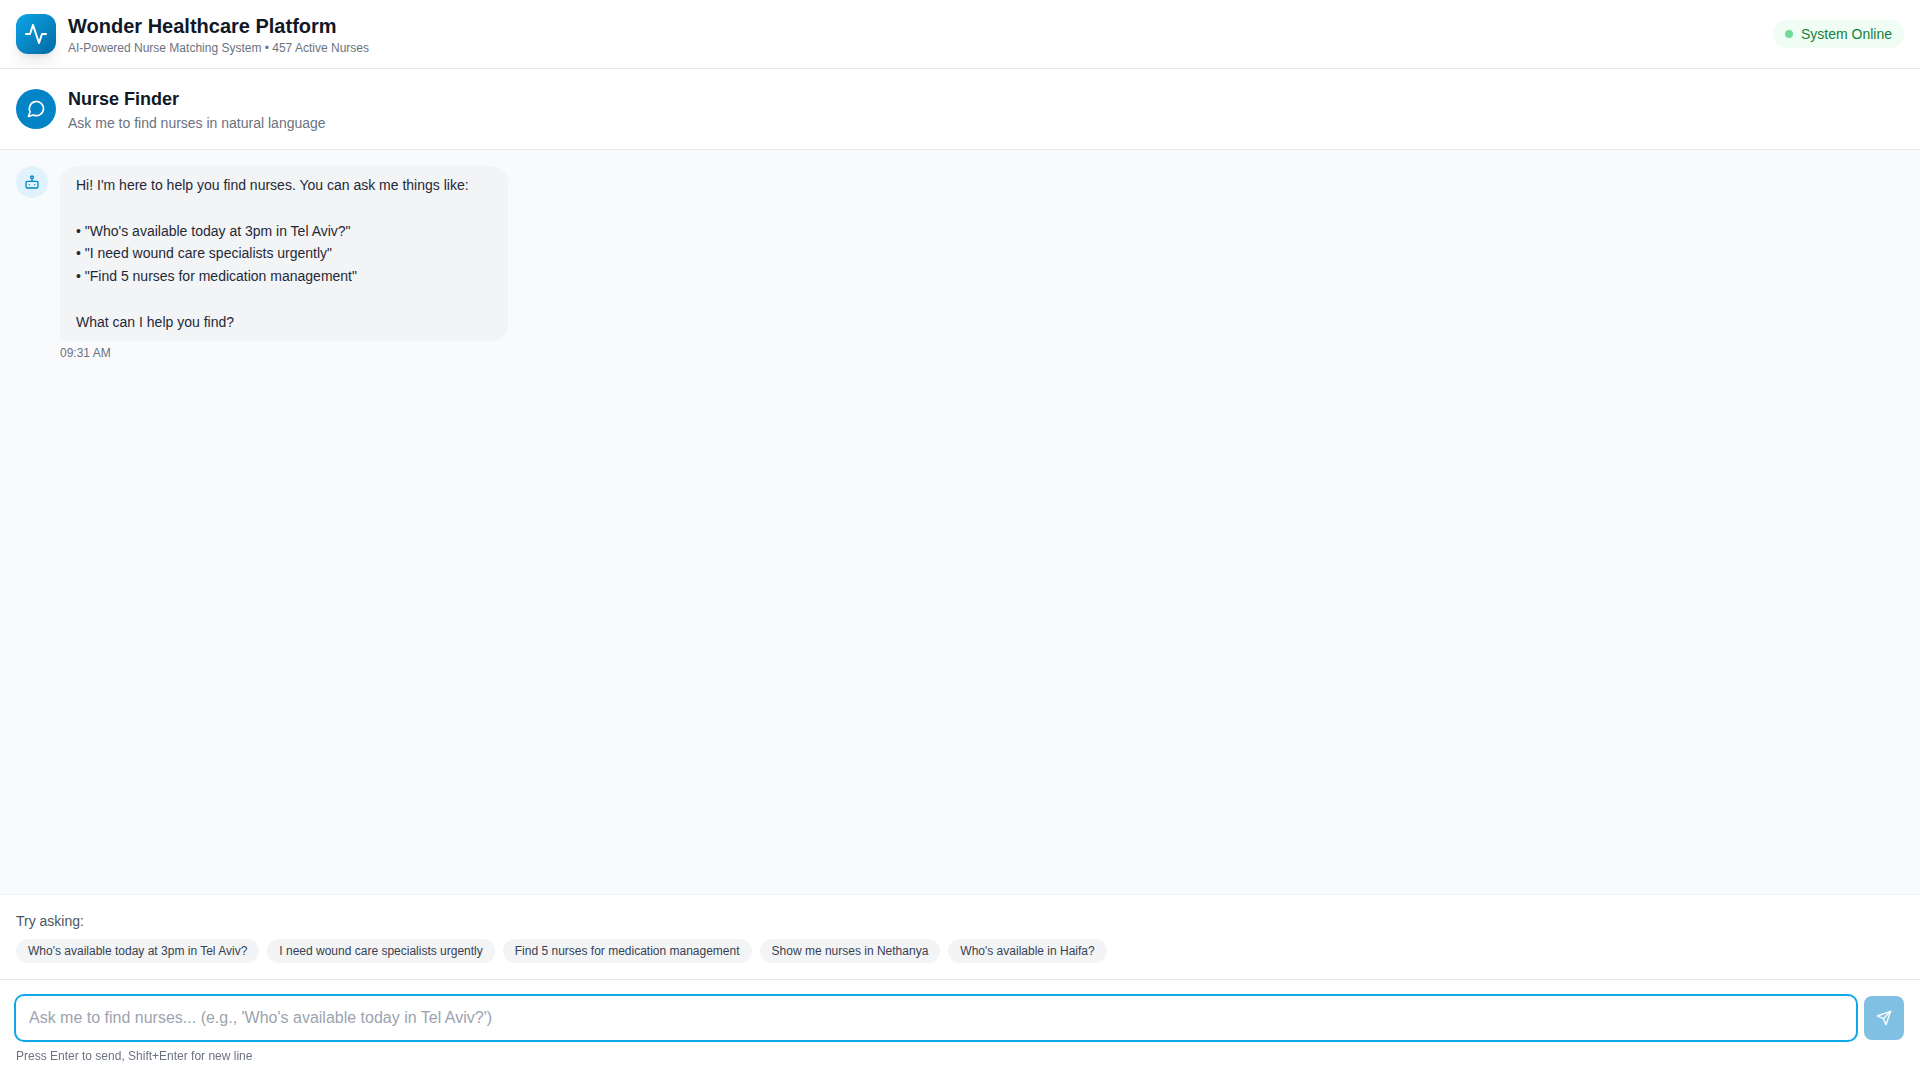 Wonder Healthcare Platform
AI-Powered Nurse Matching System • 457 Active Nurses
System Online
Nurse Finder
Ask me to find nurses in natural language
Hi! I'm here to help you find nurses. You can ask me things like:
• "Who's available today at 3pm in Tel Aviv?"
• "I need wound care specialists urgently"
• "Find 5 nurses for medication management"
What can I help you find?
09:31 AM
Try asking:
Who's available today at 3pm in Tel Aviv?
I need wound care specialists urgently
Find 5 nurses for medication management
Show me nurses in Nethanya
Who's available in Haifa?
Ask me to find nurses... (e.g., 'Who's available today in Tel Aviv?')
Press Enter to send, Shift+Enter for new line